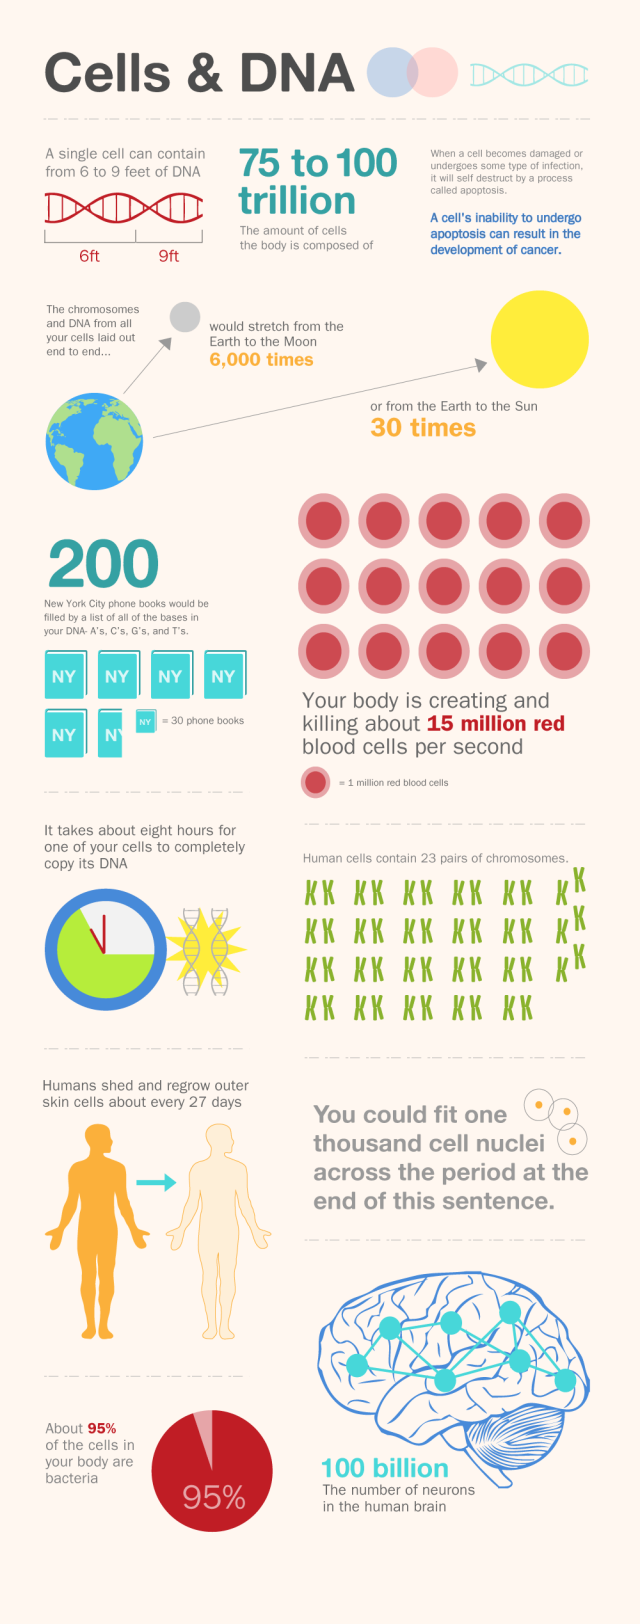 Cells & DNA
A single cell can contain
from 6 to 9 feet of DNA
6ft
9ft
75 to 100
trillion
The amount of cells
the body is composed of
When a cell becomes damaged or
undergoes some type of infection,
it will self destruct by a process
called apoptosis.
A cell's inability to undergo
apoptosis can result in the
development of cancer.
The chromosomes
and DNA from all
your cells laid out
end to end...
would stretch from the
Earth to the Moon
6,000 times
or from the Earth to the Sun
30 times
200
New York City phone books would be
filled by a list of all of the bases in
your DNA- A's, C's, G's, and T's.
NY NY NY NY
NY NY
NY = 30 phone books
Your body is creating and
killing about 15 million red
blood cells per second
= 1 million red blood cells
It takes about eight hours for
one of your cells to completely
copy its DNA
Human cells contain 23 pairs of chromosomes.
Humans shed and regrow outer
skin cells about every 27 days
You could fit one
thousand cell nuclei
across the period at the
end of this sentence.
About 95%
of the cells in
your body are
bacteria
95%
100 billion
The number of neurons
in the human brain